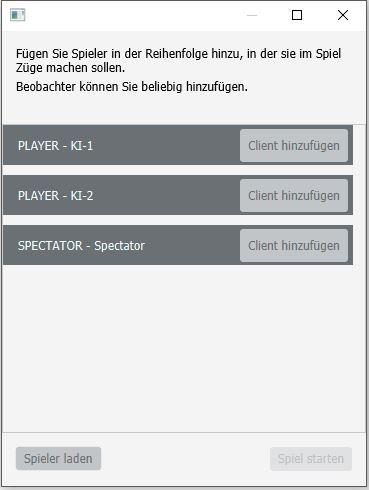 Fügen Sie Spieler in der Reihenfolge hinzu, in der sie im Spiel
Züge machen sollen.
Beobachter können Sie beliebig hinzufügen.
PLAYER - KI-1
Client hinzufügen
PLAYER - KI-2
Client hinzufügen
SPECTATOR - Spectator
Client hinzufügen
Spieler laden
Spiel starten